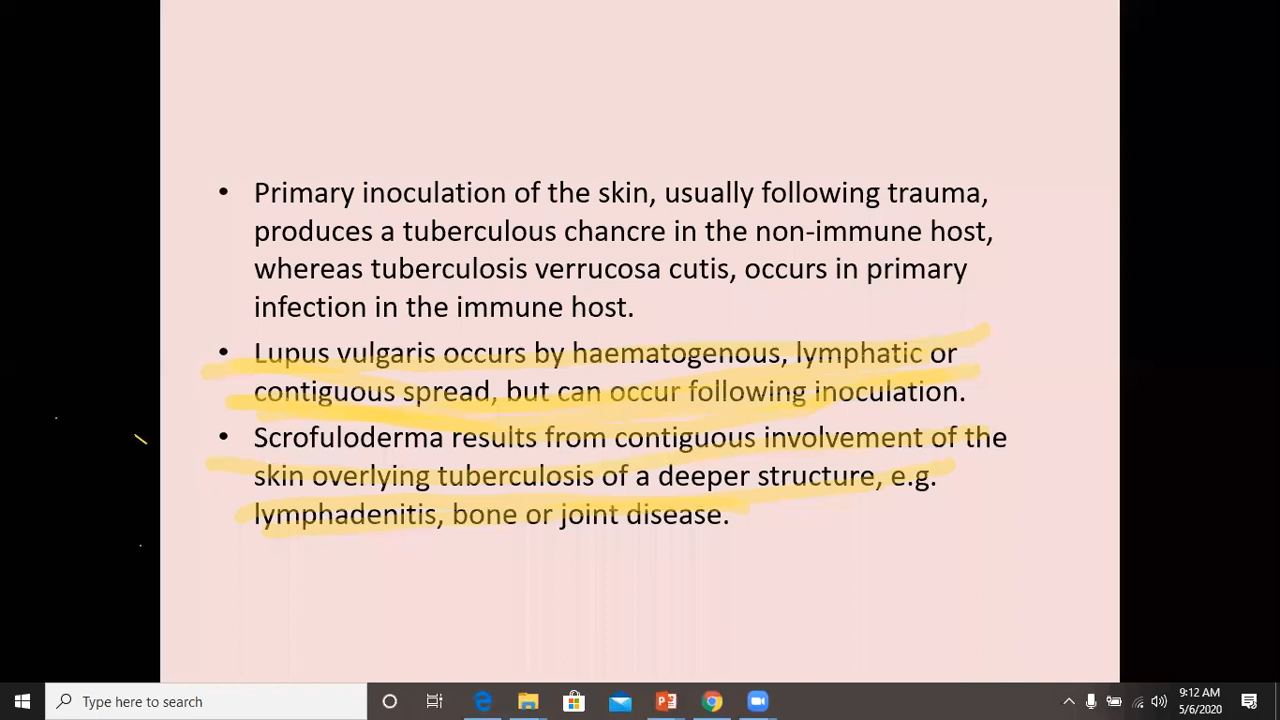 • Primary inoculation of the skin, usually following trauma,
produces a tuberculous chancre in the non-immune host,
whereas tuberculosis verrucosa cutis, occurs in primary
infection in the immune host.
• Lupus vulgaris occurs by haematogenous, lymphatic or
contiguous spread, but can occur following inoculation.
• Scrofuloderma results from contiguous involvement of the
skin overlying tuberculosis of a deeper structure, e.g.
lymphadenitis, bone or joint disease.
Type here to search
9:12 AM
5/6/2020